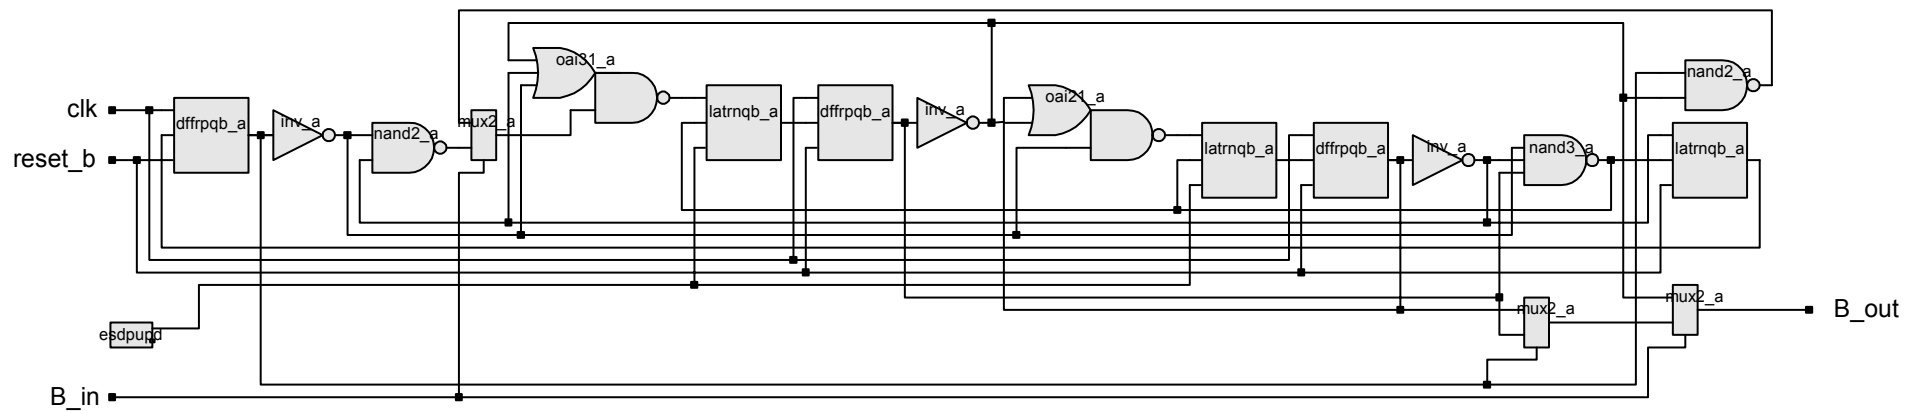 oai31_a
nand2_a
clk
dffrpqb_a
inv_a
nand2_a
mux2_a
latrnqb_a
dffrpqb_a
inv_a
oai21_a
reset_b
latrnqb_a
dffrpqb_a
inv_a
nand3_a
latrnqb_a
mux2_a
mux2_a
B_out
esdpupd
B_in